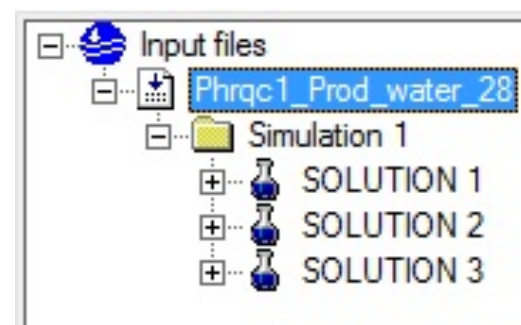 Input files
Phrqc1_Prod_water_28
Simulation 1
SOLUTION 1
SOLUTION 2
SOLUTION 3